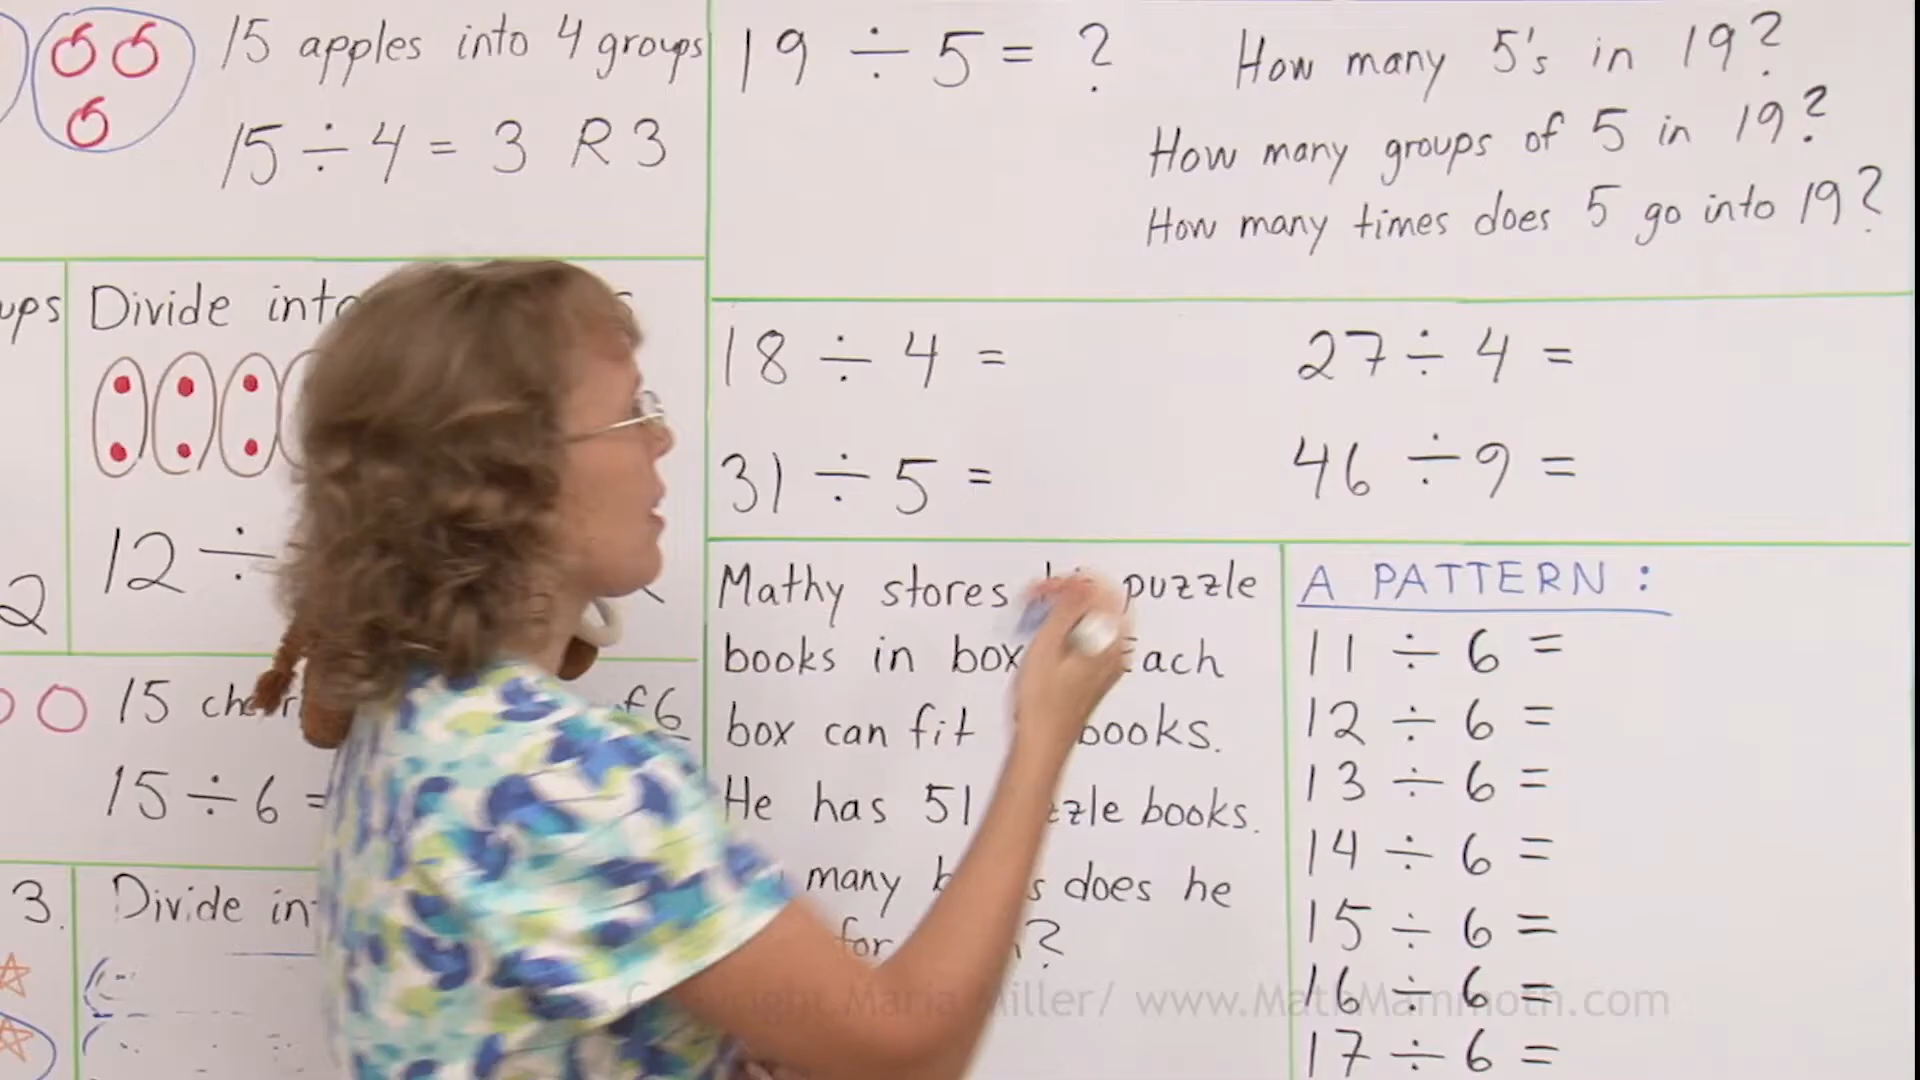 15 apples into 4 groups
15 ÷ 4 = 3 R 3
19 ÷ 5 = ?
How many 5's in 19?
How many groups of 5 in 19?
How many times does 5 go into 19?
ups
Divide into
12 ÷
2
18 ÷ 4 =
27 ÷ 4 =
31 ÷ 5 =
46 ÷ 9 =
15
of 6
15 ÷ 6 =
3.
Divide in
Mathy stores puzzle
books in box Each
box can fit books.
He has 51 books.
many does he
for ?
A PATTERN:
11 ÷ 6 =
12 ÷ 6 =
13 ÷ 6 =
14 ÷ 6 =
15 ÷ 6 =
16 ÷ 6 =
17 ÷ 6 =
Copyright Maria Miller/ www.MathMammoth.com